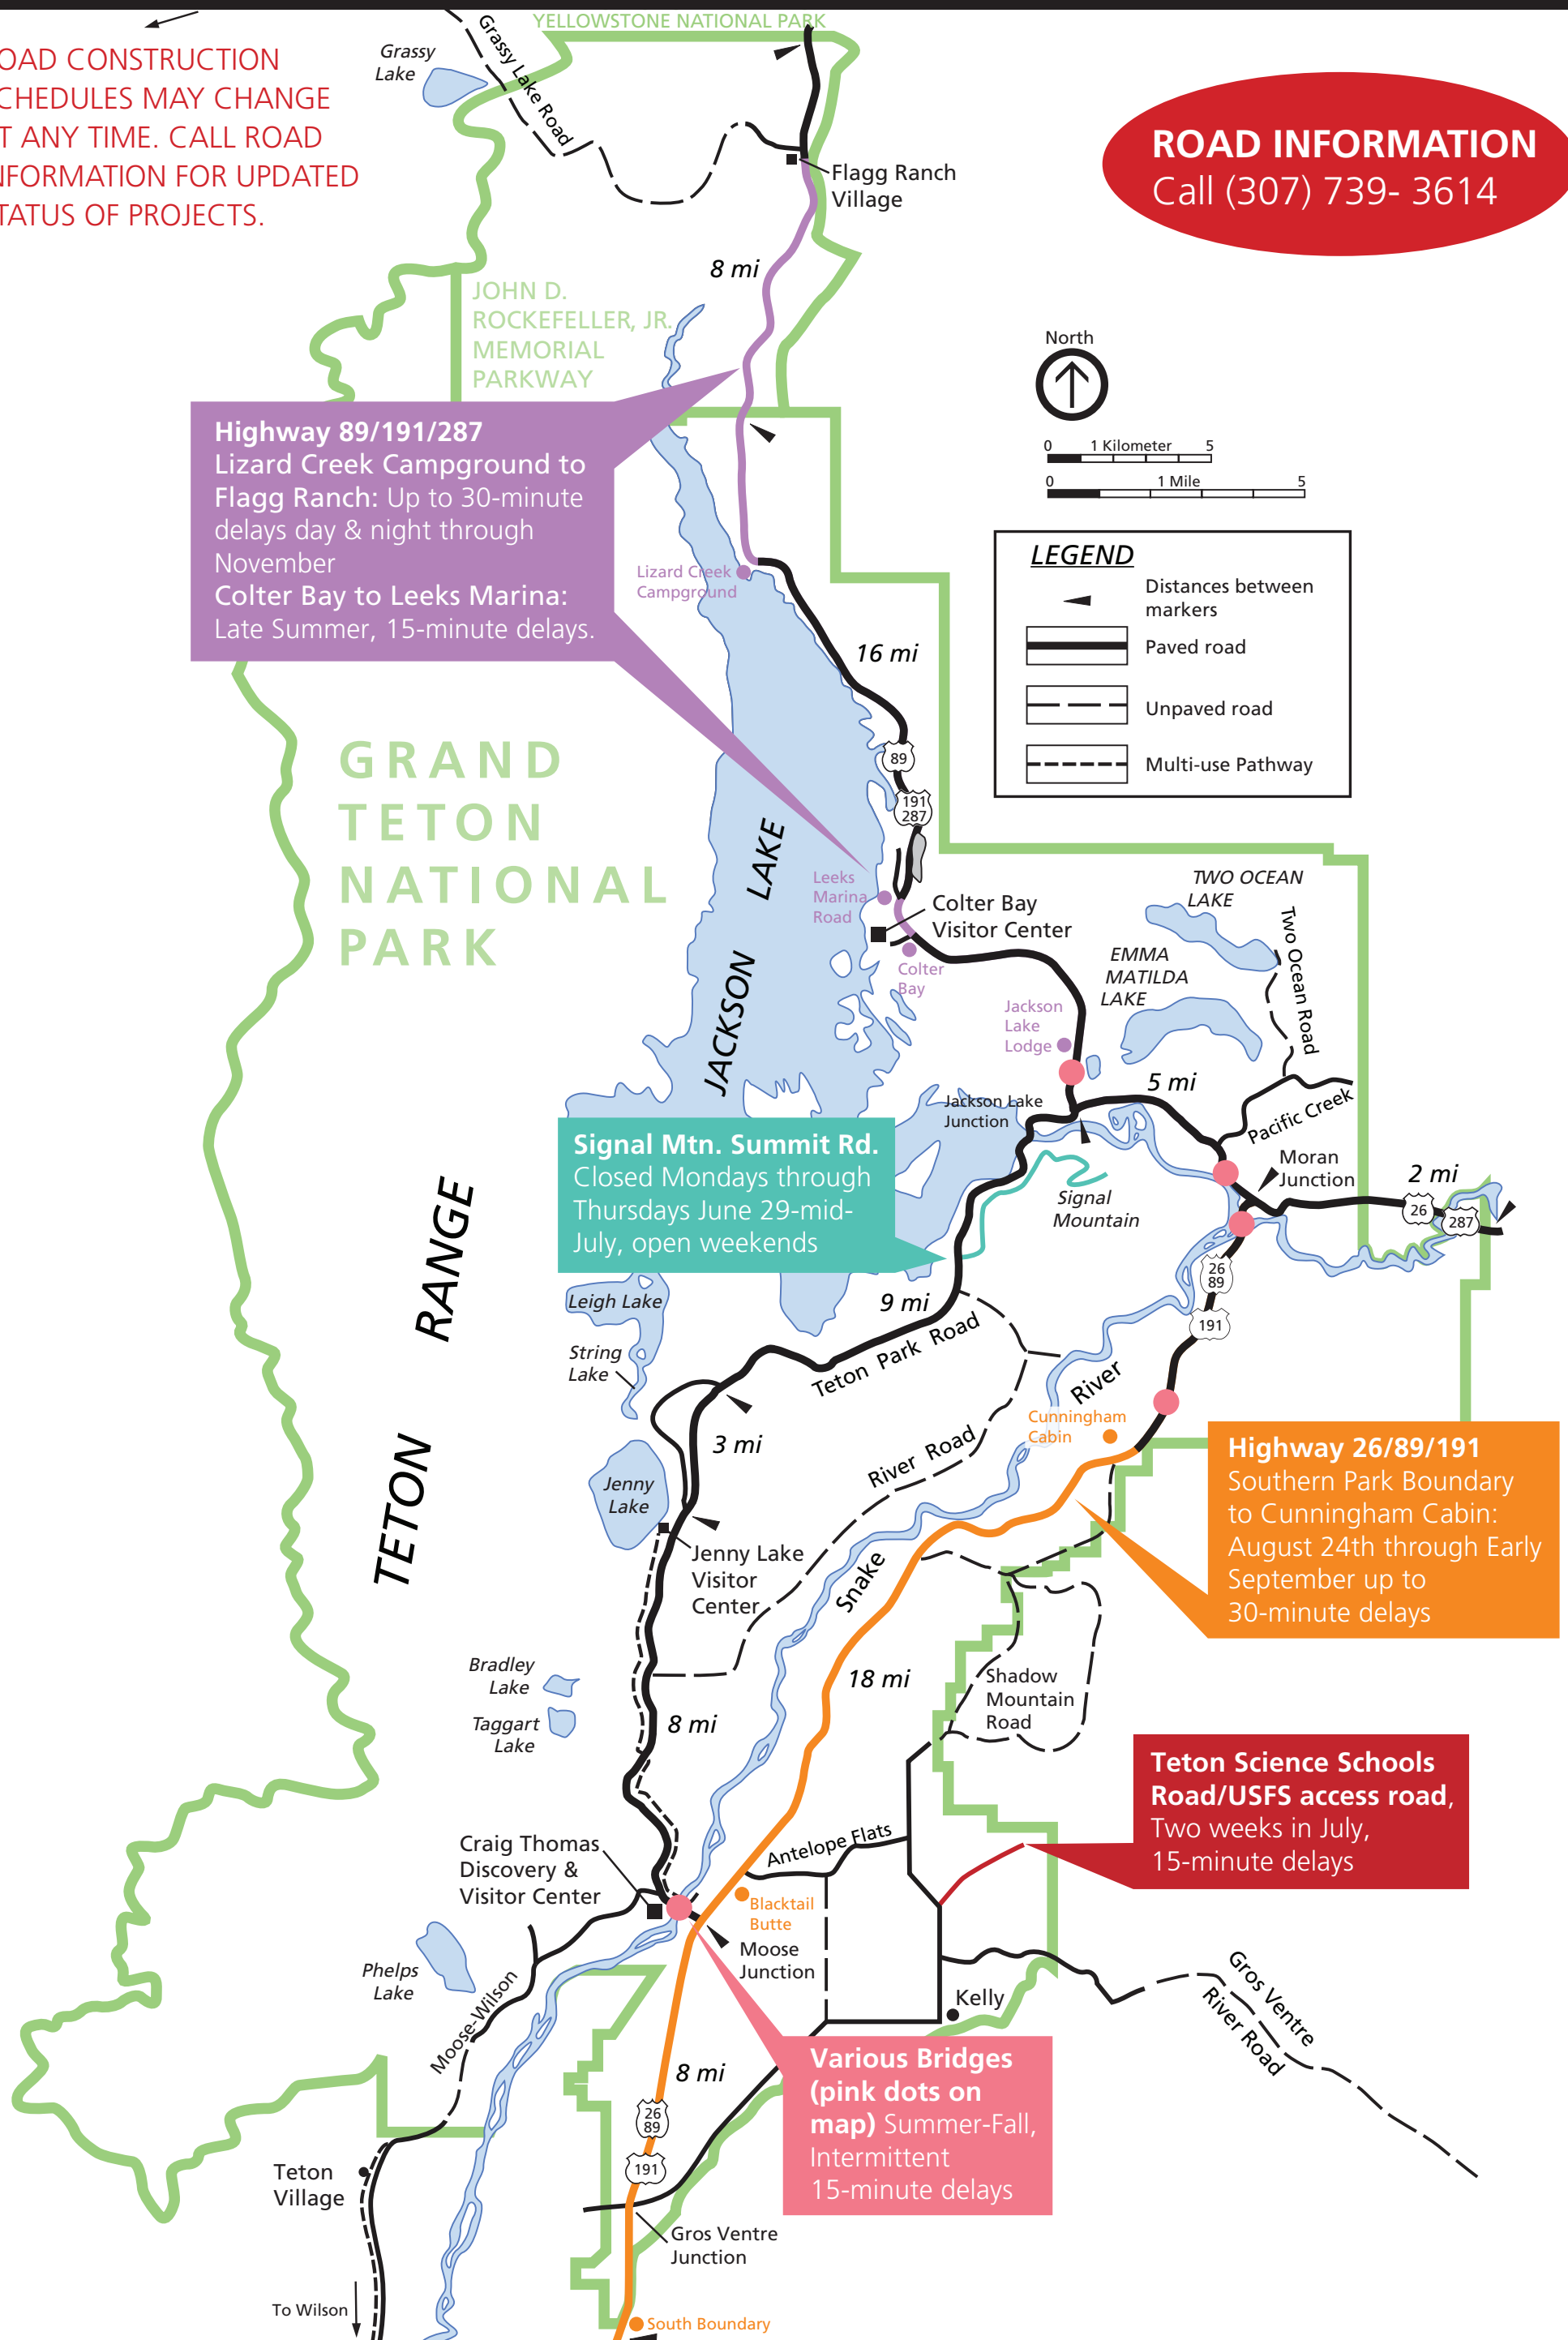 YELLOWSTONE NATIONAL PARK
OAD CONSTRUCTION
CHEDULES MAY CHANGE
T ANY TIME. CALL ROAD
NFORMATION FOR UPDATED
TATUS OF PROJECTS.
Grassy
Lake
Grassy Lake Road
ROAD INFORMATION
Call (307) 739- 3614
Flagg Ranch
Village
8 mi
JOHN D.
ROCKEFELLER, JR.
MEMORIAL
PARKWAY
North
0 1 Kilometer 5
0 1 Mile 5
Highway 89/191/287
Lizard Creek Campground to
Flagg Ranch: Up to 30-minute
delays day & night through
November
Colter Bay to Leeks Marina:
Late Summer, 15-minute delays.
LEGEND
Distances between
markers
Paved road
Unpaved road
Multi-use Pathway
Lizard Creek
Campground
16 mi
GRAND
TETON
NATIONAL
PARK
89
191
287
JACKSON LAKE
Leeks
Marina
Road
Colter Bay
Visitor Center
Colter
Bay
TWO OCEAN
LAKE
Two Ocean Road
EMMA
MATILDA
LAKE
Jackson
Lake
Lodge
5 mi
Jackson Lake
Junction
Pacific Creek
Moran
Junction
2 mi
26
287
Signal Mtn. Summit Rd.
Closed Mondays through
Thursdays June 29-mid-
July, open weekends
Signal
Mountain
26
89
191
TETON RANGE
Leigh Lake
String
Lake
9 mi
Teton Park Road
River Road
Snake River
Cunningham
Cabin
3 mi
Jenny
Lake
Jenny Lake
Visitor
Center
Highway 26/89/191
Southern Park Boundary
to Cunningham Cabin:
August 24th through Early
September up to
30-minute delays
Bradley
Lake
Taggart
Lake
8 mi
18 mi
Shadow
Mountain
Road
Teton Science Schools
Road/USFS access road,
Two weeks in July,
15-minute delays
Craig Thomas
Discovery &
Visitor Center
Antelope Flats
Blacktail
Butte
Moose
Junction
Phelps
Lake
Moose-Wilson
Kelly
Gros Ventre
River Road
8 mi
Various Bridges
(pink dots on
map) Summer-Fall,
Intermittent
15-minute delays
26
89
191
Teton
Village
Gros Ventre
Junction
To Wilson
South Boundary